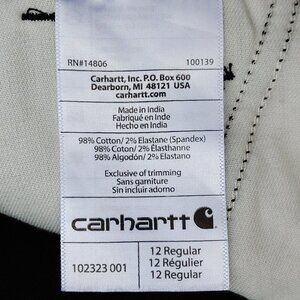 RN#14806 100139
Carhartt, Inc. P.O. Box 600
Dearborn, MI 48121 USA
carhartt.com
Made in India
Fabriqué en Inde
Hecho en India
98% Cotton/ 2% Elastane (Spandex)
98% Coton/ 2% Élasthanne
98% Algodón/ 2% Elastano
Exclusive of trimming
Sans garniture
Sin incluir adorno
carhartt
102323 001
12 Regular
12 Régulier
12 Regular